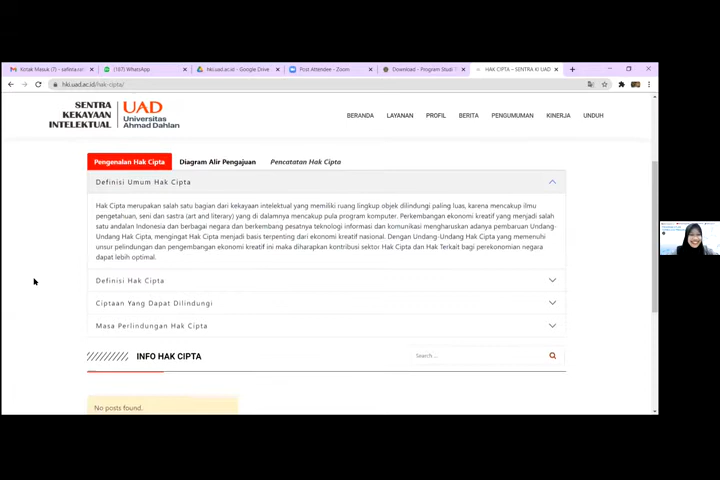 Kotak Masuk (7) - safinta.na
(187) WhatsApp
hki.uad.ac.id - Google Drive
Post Attendee - Zoom
Download - Program Studi T
HAK CIPTA – SENTRA KI UAD
hki.uad.ac.id/hak-cipta/
SENTRA
KEKAYAAN
INTELEKTUAL
UAD
Universitas
Ahmad Dahlan
BERANDA LAYANAN PROFIL BERITA PENGUMUMAN KINERJA UNDUH
Pengenalan Hak Cipta Diagram Alir Pengajuan Pencatatan Hak Cipta
Definisi Umum Hak Cipta
Hak Cipta merupakan salah satu bagian dari kekayaan intelektual yang memiliki ruang lingkup objek dilindungi paling luas, karena mencakup ilmu
pengetahuan, seni dan sastra (art and literary) yang di dalamnya mencakup pula program komputer. Perkembangan ekonomi kreatif yang menjadi salah
satu andalan Indonesia dan berbagai negara dan berkembang pesatnya teknologi informasi dan komunikasi mengharuskan adanya pembaruan Undang-
Undang Hak Cipta, mengingat Hak Cipta menjadi basis terpenting dari ekonomi kreatif nasional. Dengan Undang-Undang Hak Cipta yang memenuhi
unsur pelindungan dan pengembangan ekonomi kreatif ini maka diharapkan kontribusi sektor Hak Cipta dan Hak Terkait bagi perekonomian negara
dapat lebih optimal.
Definisi Hak Cipta
Ciptaan Yang Dapat Dilindungi
Masa Perlindungan Hak Cipta
INFO HAK CIPTA
Search ...
No posts found.